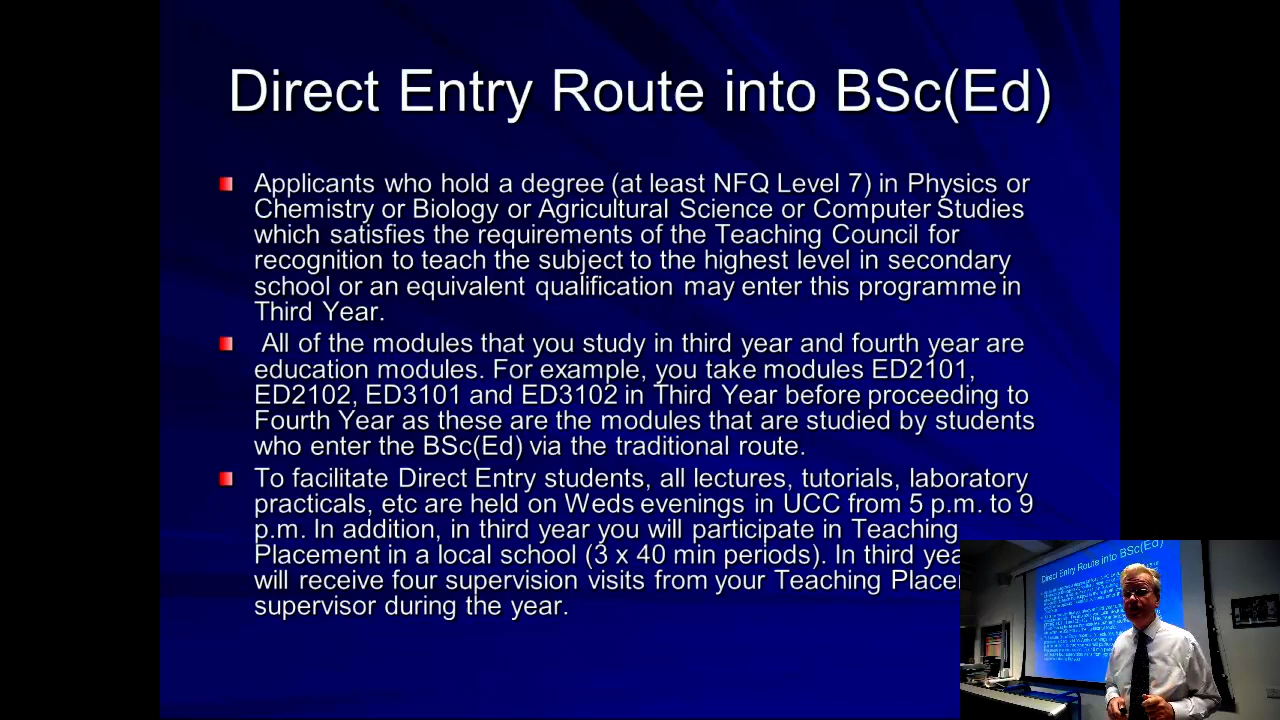 Direct Entry Route into BSc(Ed)
Applicants who hold a degree (at least NFQ Level 7) in Physics or
Chemistry or Biology or Agricultural Science or Computer Studies
which satisfies the requirements of the Teaching Council for
recognition to teach the subject to the highest level in secondary
school or an equivalent qualification may enter this programme in
Third Year.
All of the modules that you study in third year and fourth year are
education modules. For example, you take modules ED2101,
ED2102, ED3101 and ED3102 in Third Year before proceeding to
Fourth Year as these are the modules that are studied by students
who enter the BSc(Ed) via the traditional route.
To facilitate Direct Entry students, all lectures, tutorials, laboratory
practicals, etc are held on Weds evenings in UCC from 5 p.m. to 9
p.m. In addition, in third year you will participate in Teaching
Placement in a local school (3 x 40 min periods). In third yea
will receive four supervision visits from your Teaching Placem
supervisor during the year.
Direct Entry Route into BSc(Ed)